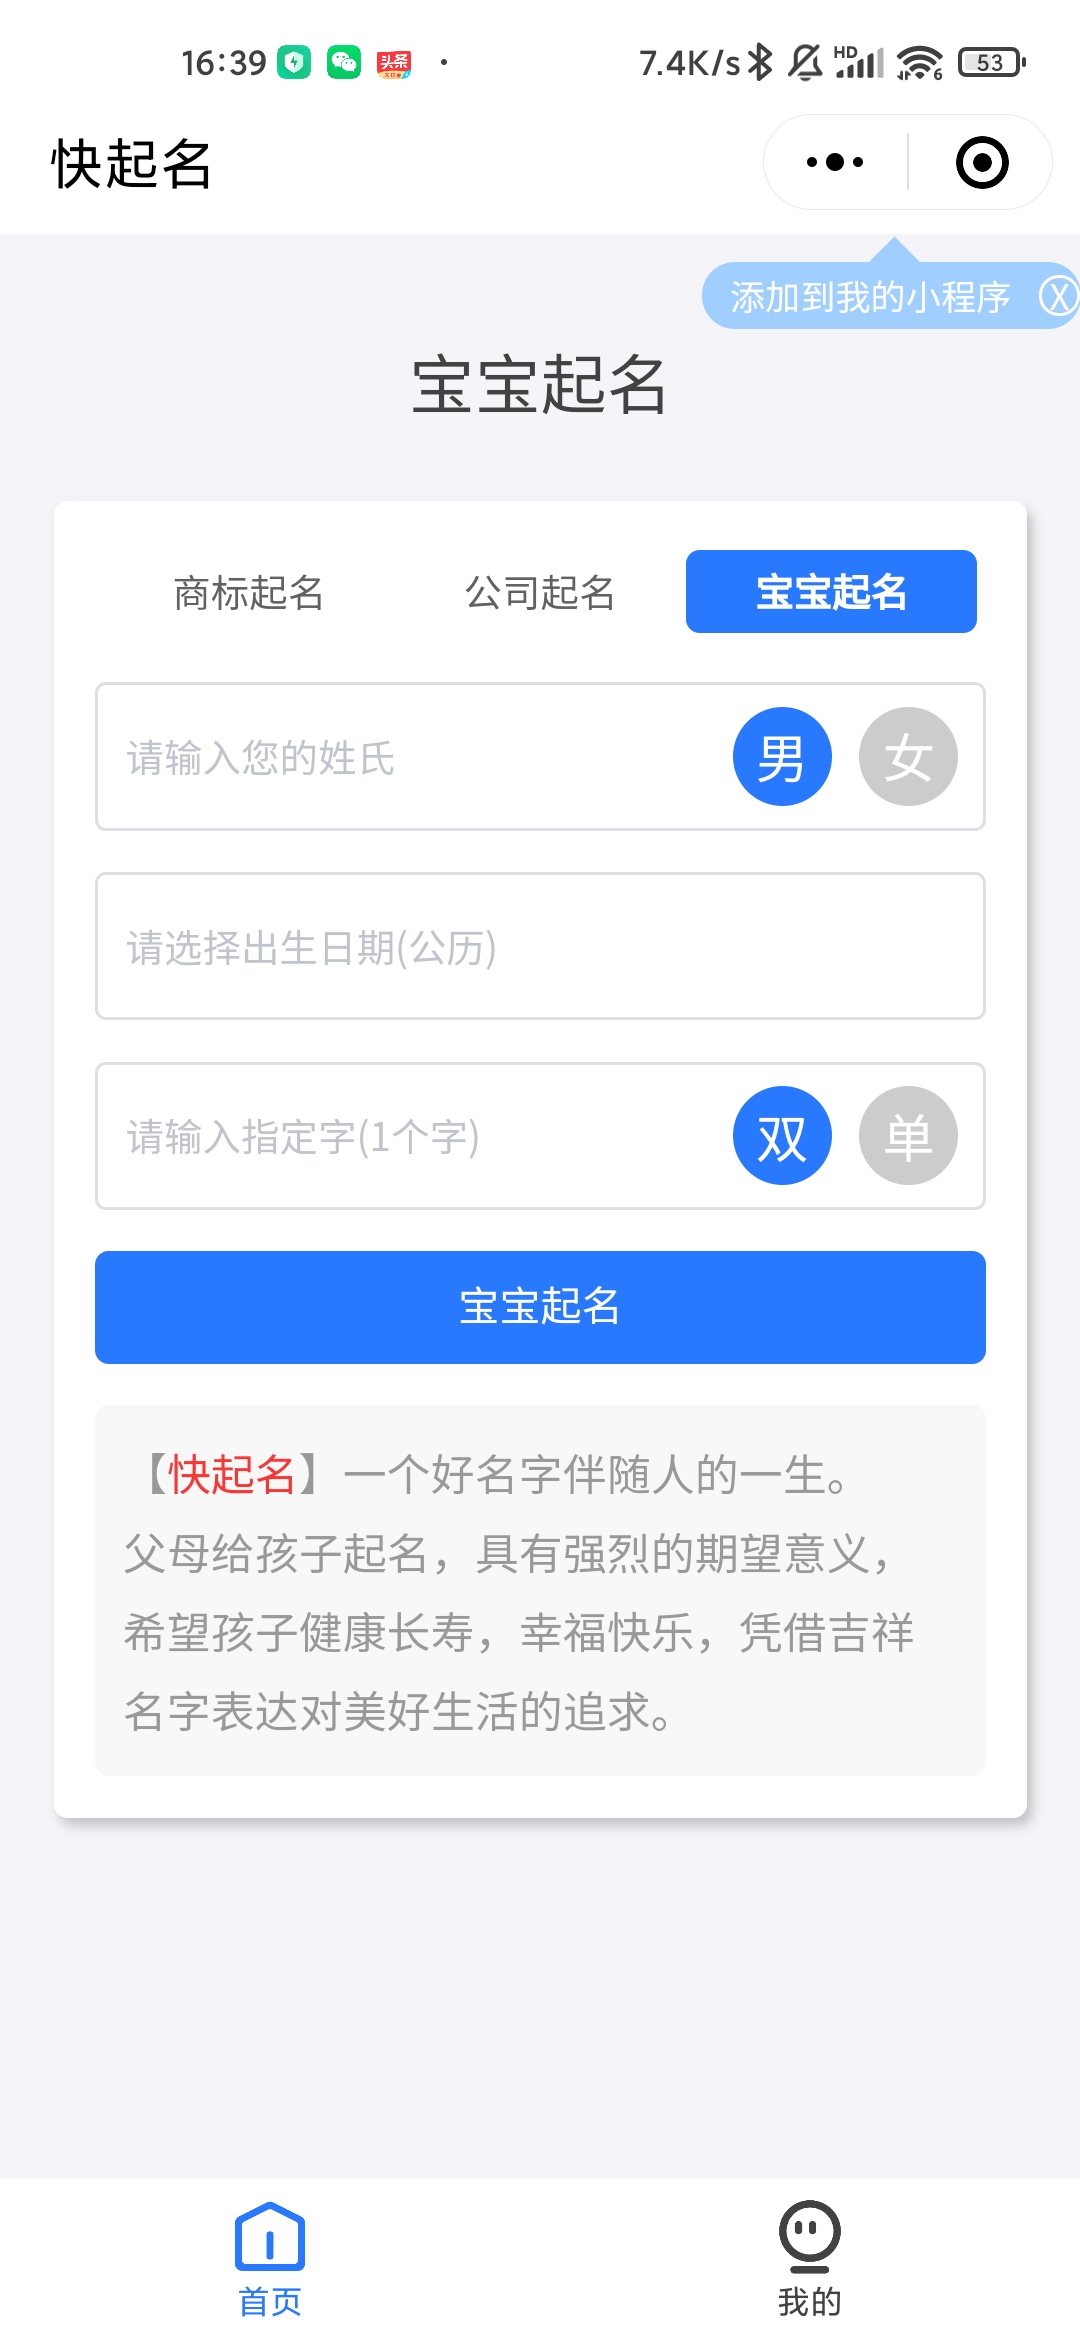 16:39 头条 7.4K/s HD 6 53
快起名
添加到我的小程序 X
宝宝起名
商标起名 公司起名 宝宝起名
请输入您的姓氏 男 女
请选择出生日期(公历)
请输入指定字(1个字) 双 单
宝宝起名
【快起名】一个好名字伴随人的一生。
父母给孩子起名，具有强烈的期望意义，
希望孩子健康长寿，幸福快乐，凭借吉祥
名字表达对美好生活的追求。
首页 我的